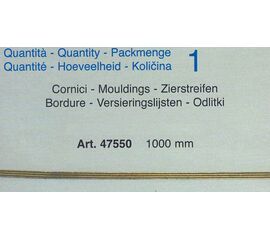 Quantità - Quantity - Packmenge
Quantité - Hoeveelheid - Količina 1
Cornici - Mouldings - Zierstreifen
Bordure - Versieringslijsten - Odlitki
Art. 47550 1000 mm